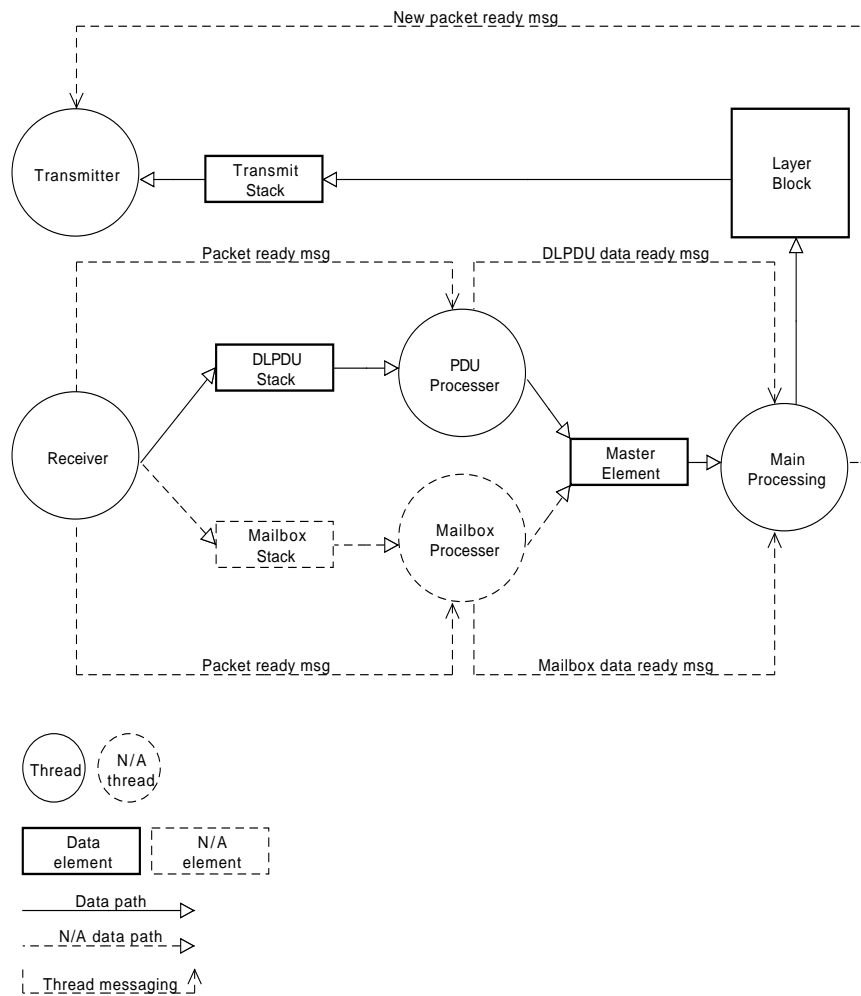 New packet ready msg
Transmitter
Transmit
Stack
Layer
Block
Packet ready msg
DLPDU data ready msg
DLPDU
Stack
PDU
Processer
Receiver
Master
Element
Main
Processing
Mailbox
Stack
Mailbox
Processer
Packet ready msg
Mailbox data ready msg
Thread
N/A
thread
Data
element
N/A
element
Data path
N/A data path
Thread messaging